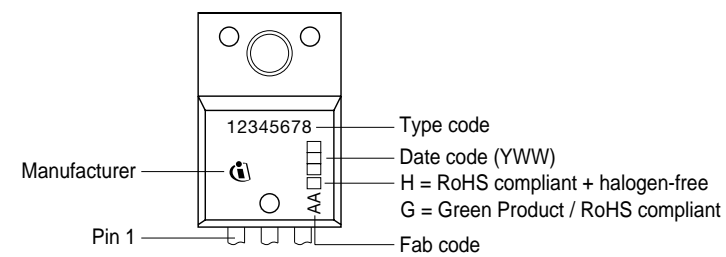 12345678
Type code
Date code (YWW)
Manufacturer
H = RoHS compliant + halogen-free
G = Green Product / RoHS compliant
AA
Pin 1
Fab code